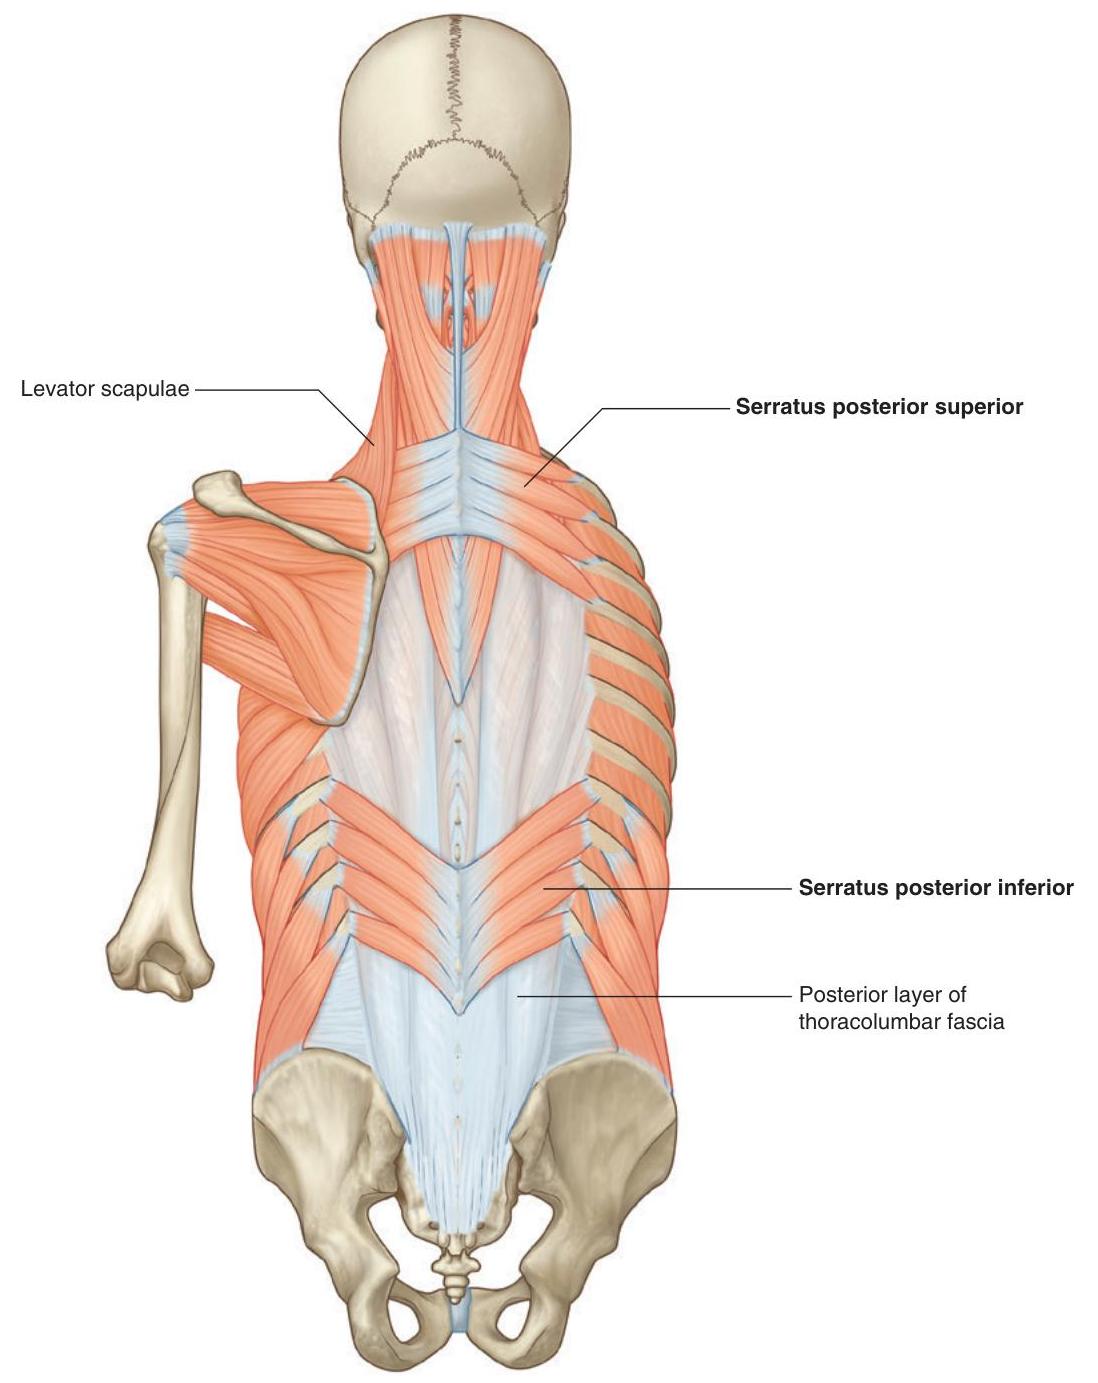 Levator scapulae
Serratus posterior superior
Serratus posterior inferior
Posterior layer of
thoracolumbar fascia